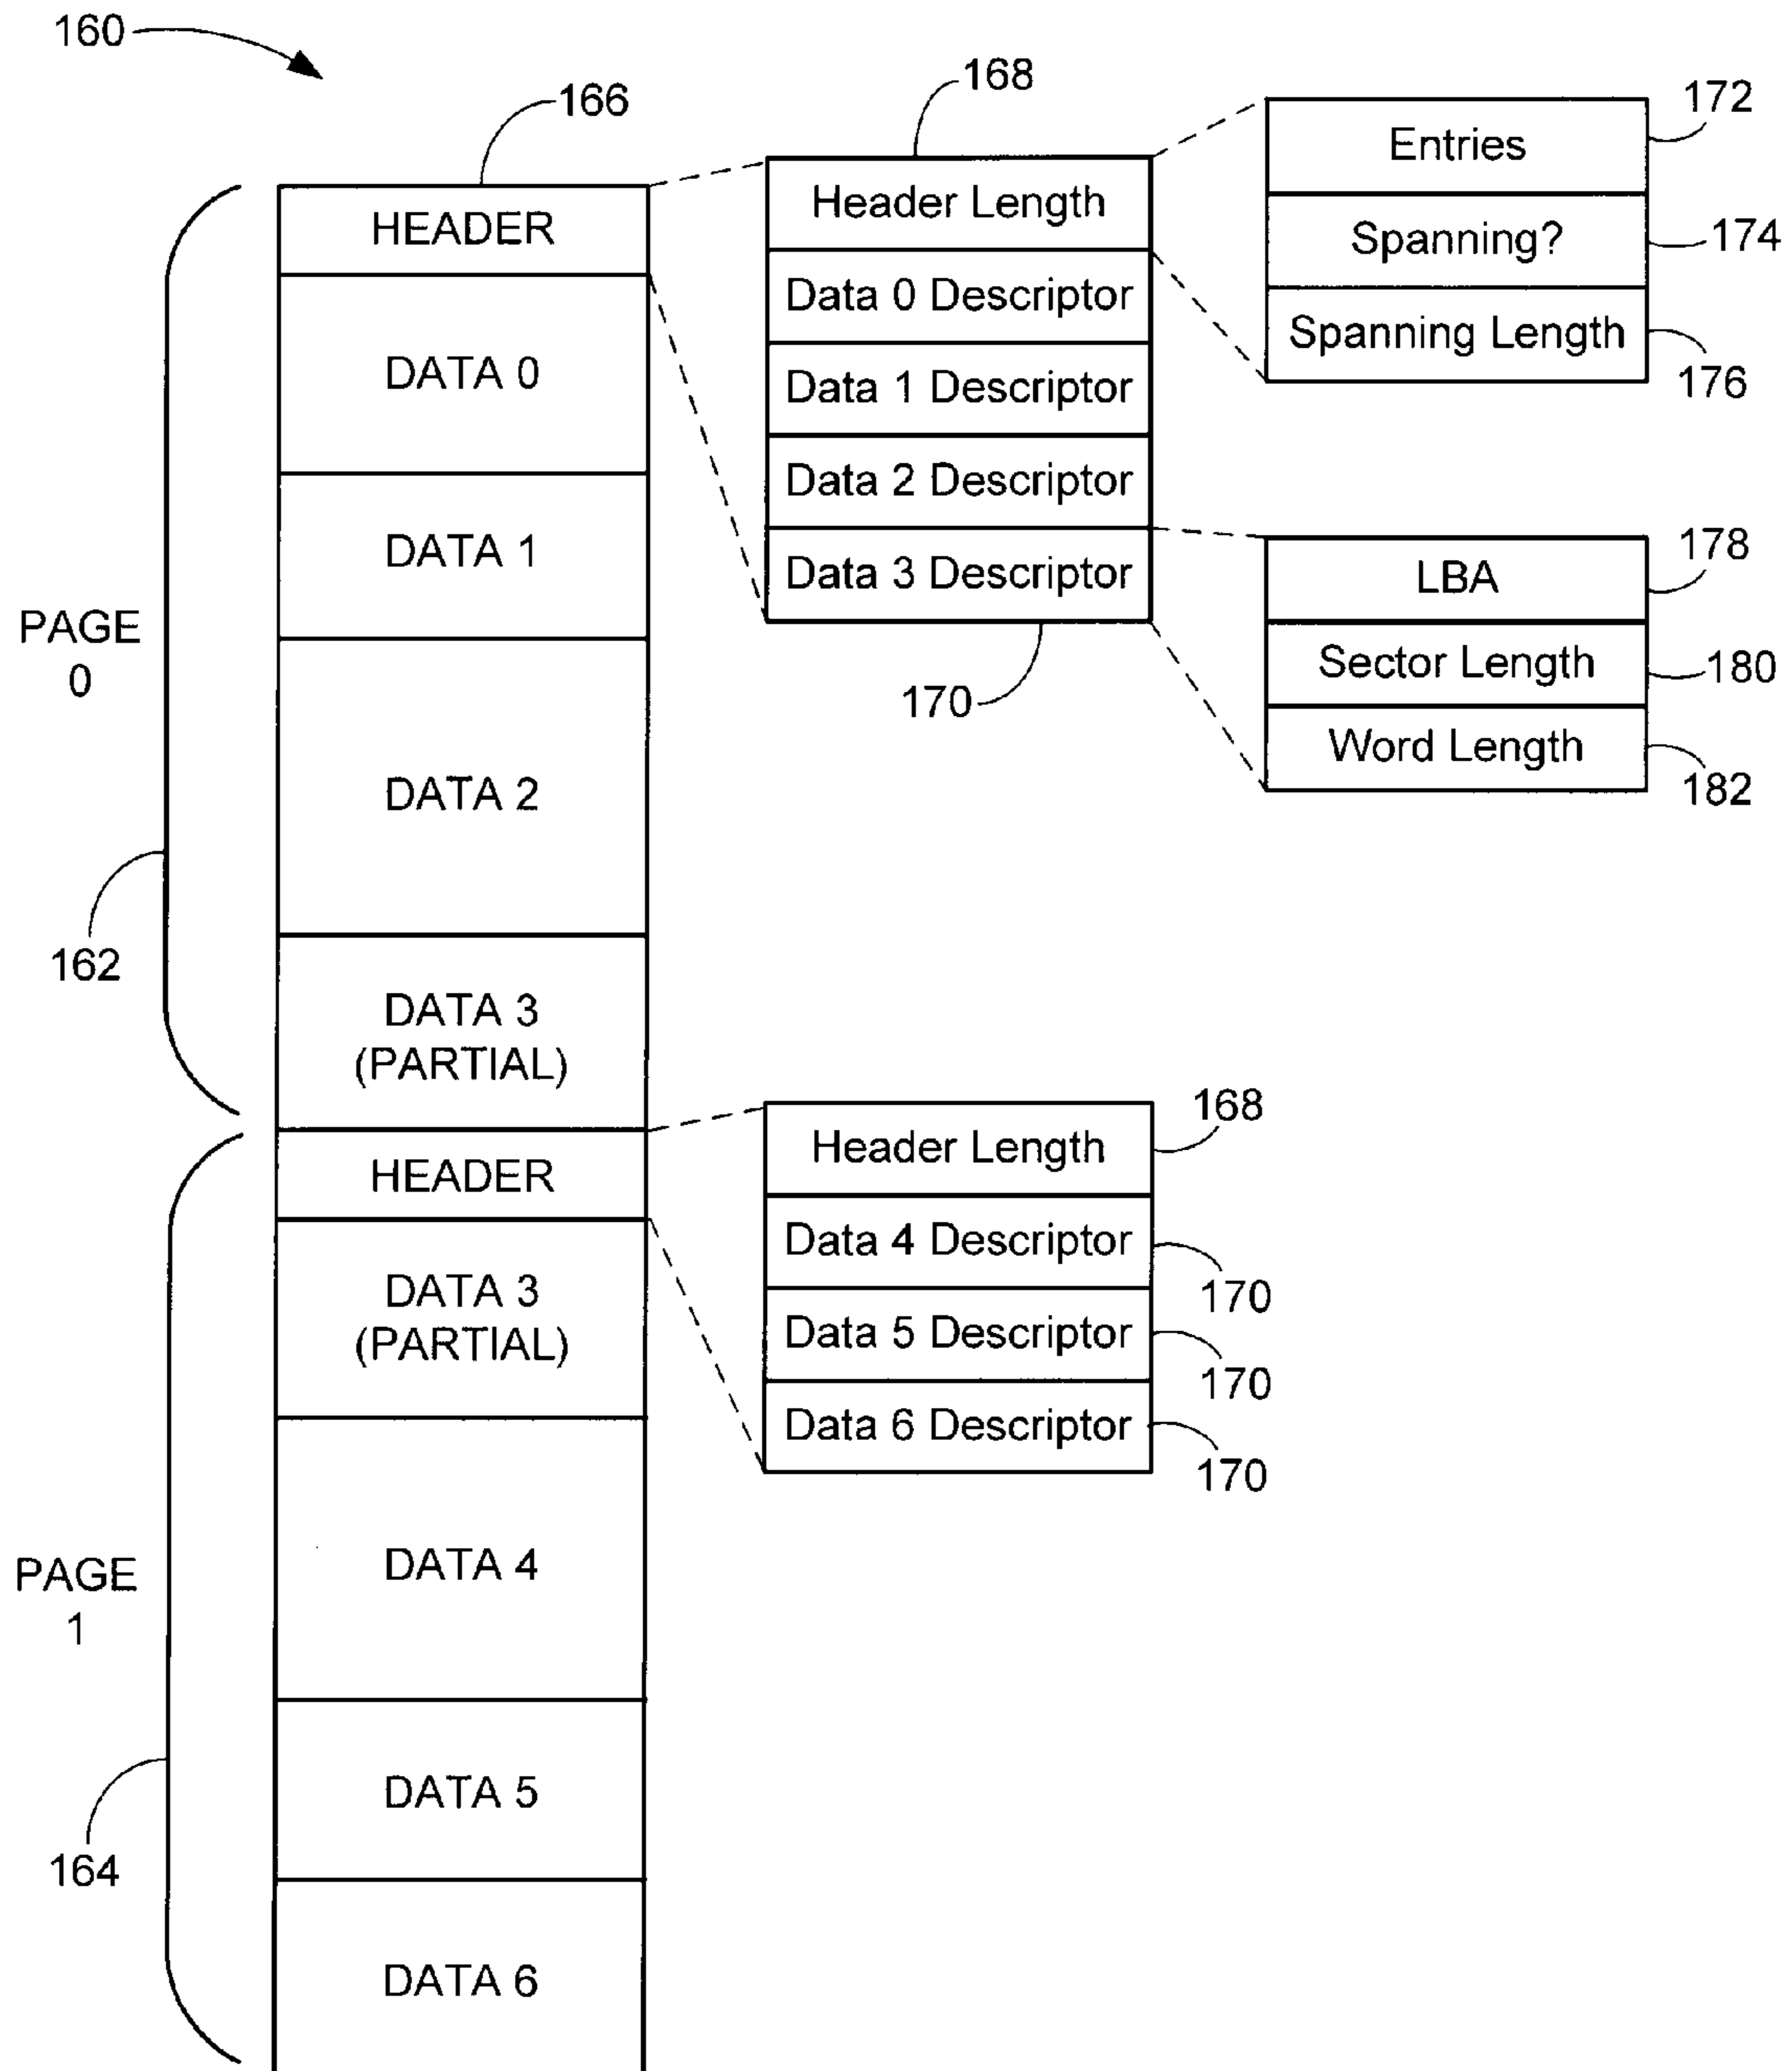 160
166
168
172
HEADER
Header Length
Entries
Data 0 Descriptor
Spanning?
174
DATA 0
Data 1 Descriptor
Spanning Length
176
Data 2 Descriptor
DATA 1
Data 3 Descriptor
LBA
178
PAGE
0
170
Sector Length
180
Word Length
182
DATA 2
162
DATA 3
(PARTIAL)
HEADER
Header Length
168
DATA 3
(PARTIAL)
Data 4 Descriptor
170
Data 5 Descriptor
170
Data 6 Descriptor
170
PAGE
1
DATA 4
DATA 5
164
DATA 6